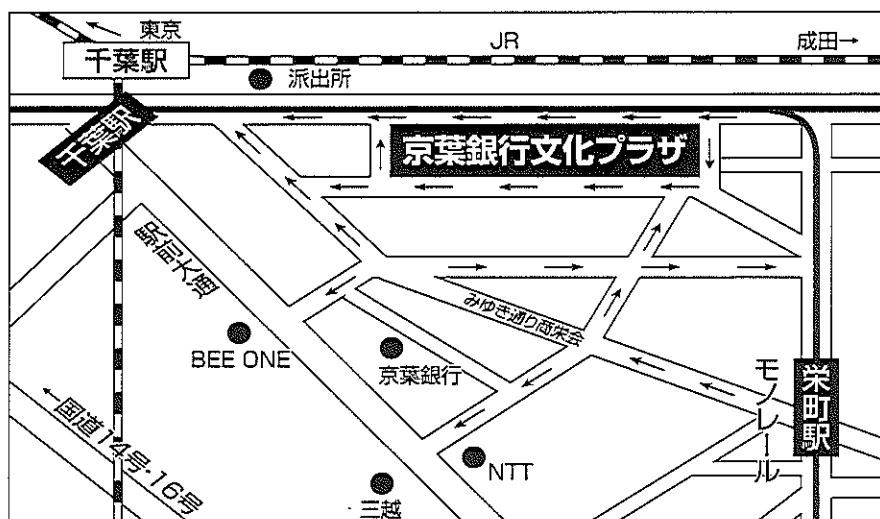 ←東京
JR
成田→
千葉駅
派出所
千葉駅
京葉銀行文化プラザ
駅前大通
みゆき通り商栄会
BEE ONE
京葉銀行
モノレール
栄町駅
←国道14号・16号
NTT
三越